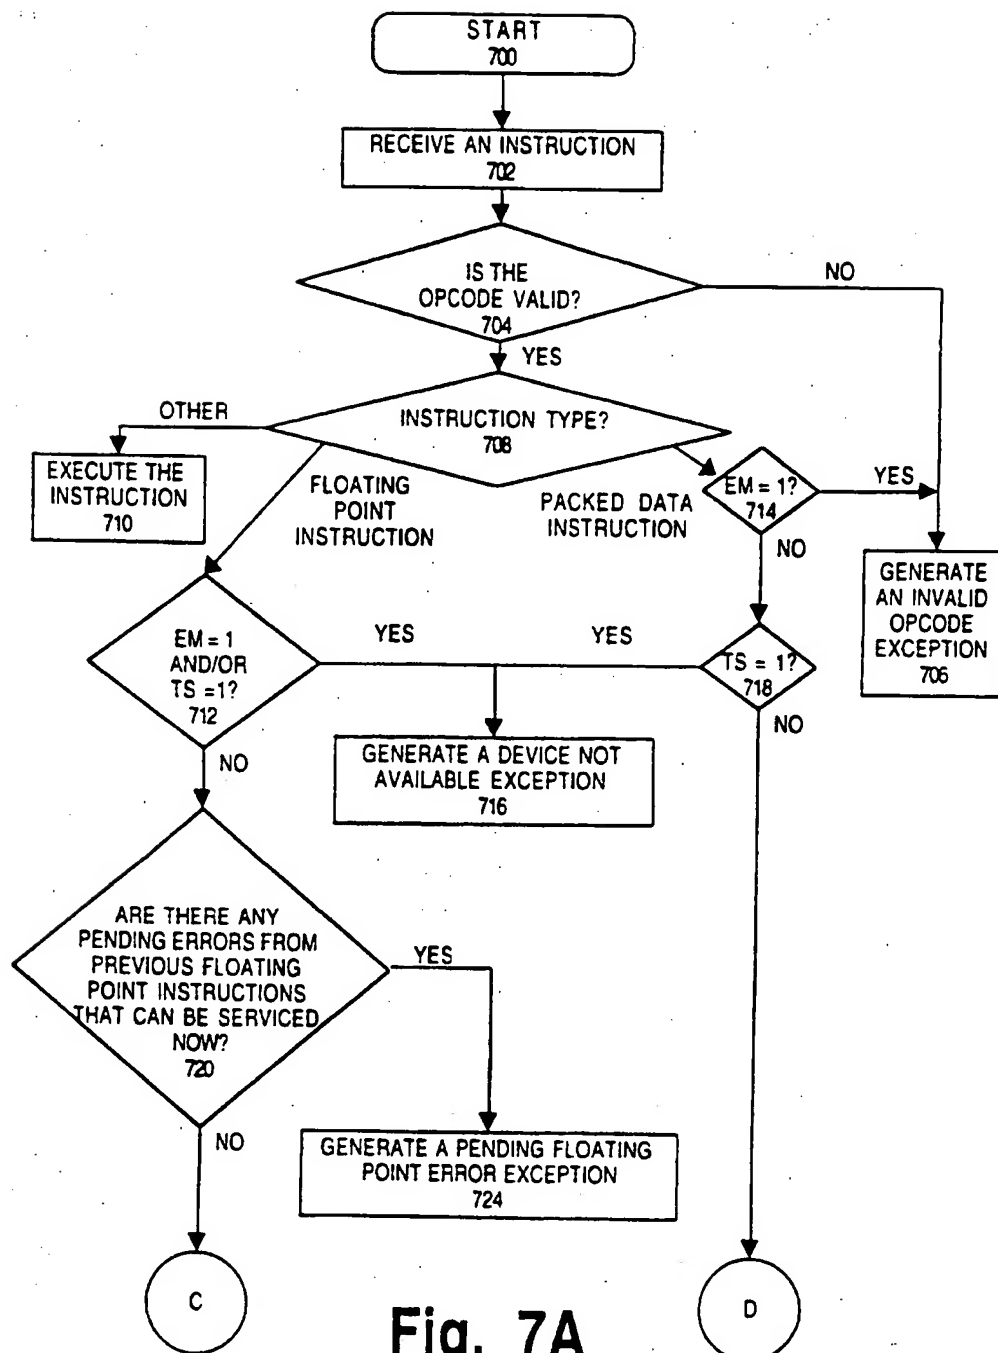 START
700
RECEIVE AN INSTRUCTION
702
IS THE
OPCODE VALID?
704
NO
YES
OTHER
INSTRUCTION TYPE?
708
EXECUTE THE
INSTRUCTION
710
FLOATING
POINT
INSTRUCTION
PACKED DATA
INSTRUCTION
EM = 1?
714
YES
NO
GENERATE
AN INVALID
OPCODE
EXCEPTION
706
EM = 1
AND/OR
TS =1?
712
YES
YES
TS = 1?
718
NO
NO
GENERATE A DEVICE NOT
AVAILABLE EXCEPTION
716
ARE THERE ANY
PENDING ERRORS FROM
PREVIOUS FLOATING
POINT INSTRUCTIONS
THAT CAN BE SERVICED
NOW?
720
YES
NO
GENERATE A PENDING FLOATING
POINT ERROR EXCEPTION
724
C
D
Fig. 7A